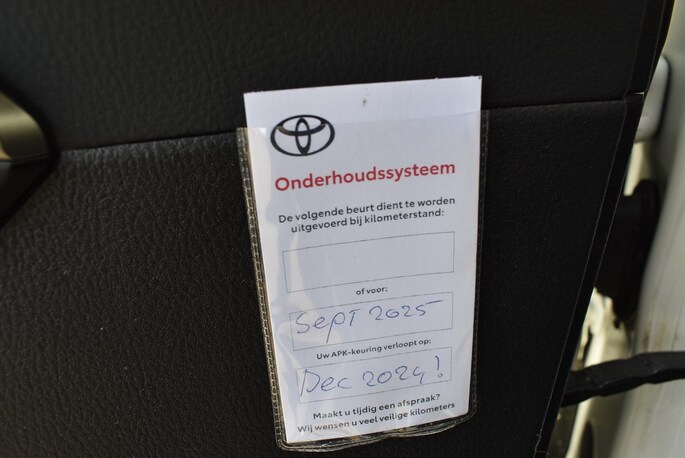 Onderhoudssysteem
De volgende beurt dient te worden
uitgevoerd bij kilometerstand:
of voor:
Sept 2025
Uw APK-keuring verloopt op:
Dec 2024!
Maakt u tijdig een afspraak?
Wij wensen u veel veilige kilometers